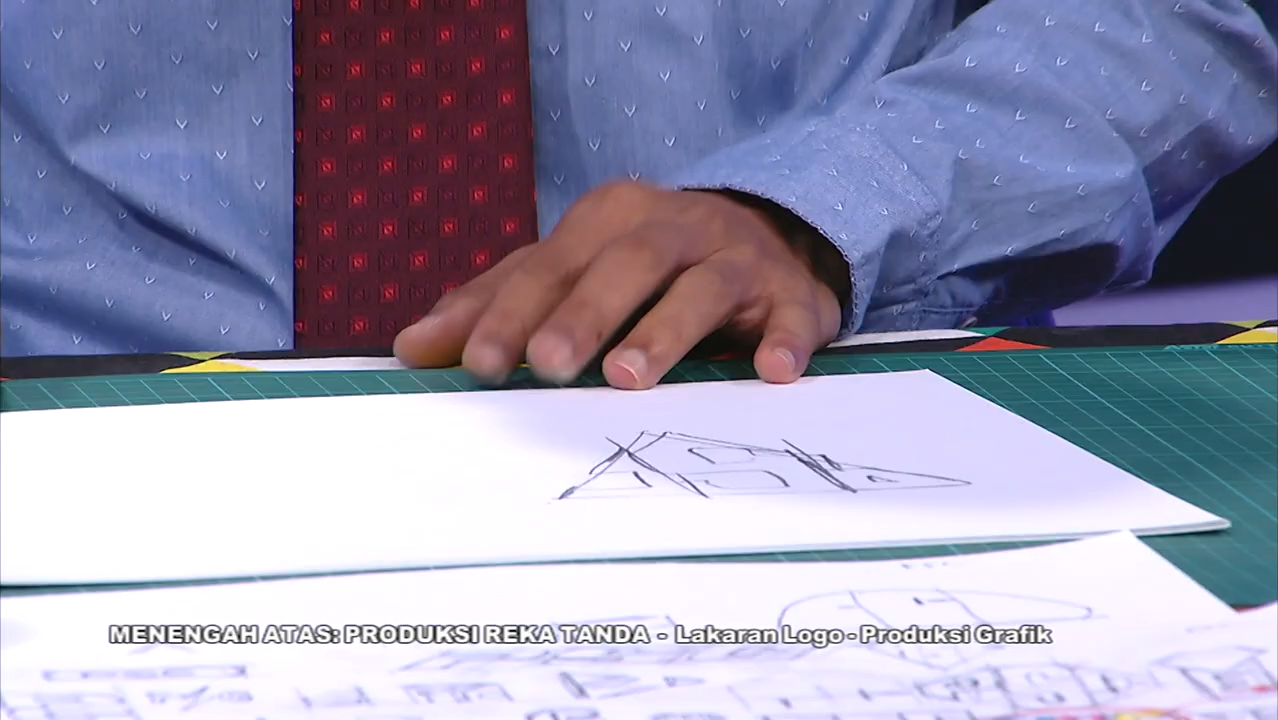 MENENGAH ATAS: PRODUKSI REKA TANDA - Lakaran Logo - Produksi Grafik